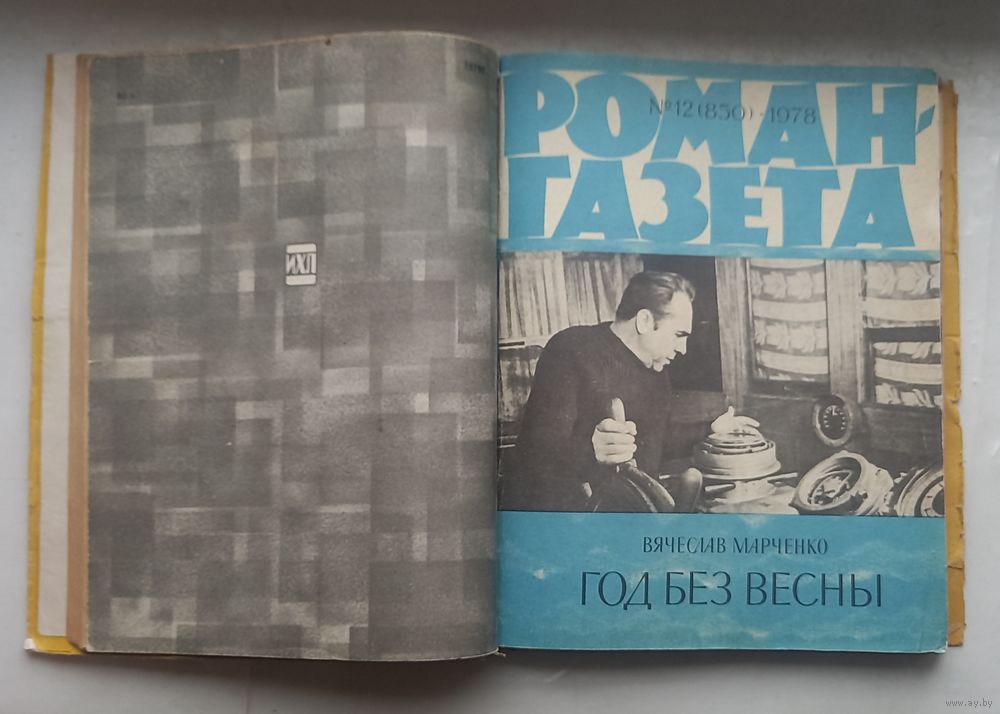 ИХЛ
РОМАН-
№12(850)·1978
ГАЗЕТА
ВЯЧЕСЛАВ МАРЧЕНКО
ГОД БЕЗ ВЕСНЫ
www.ay.by